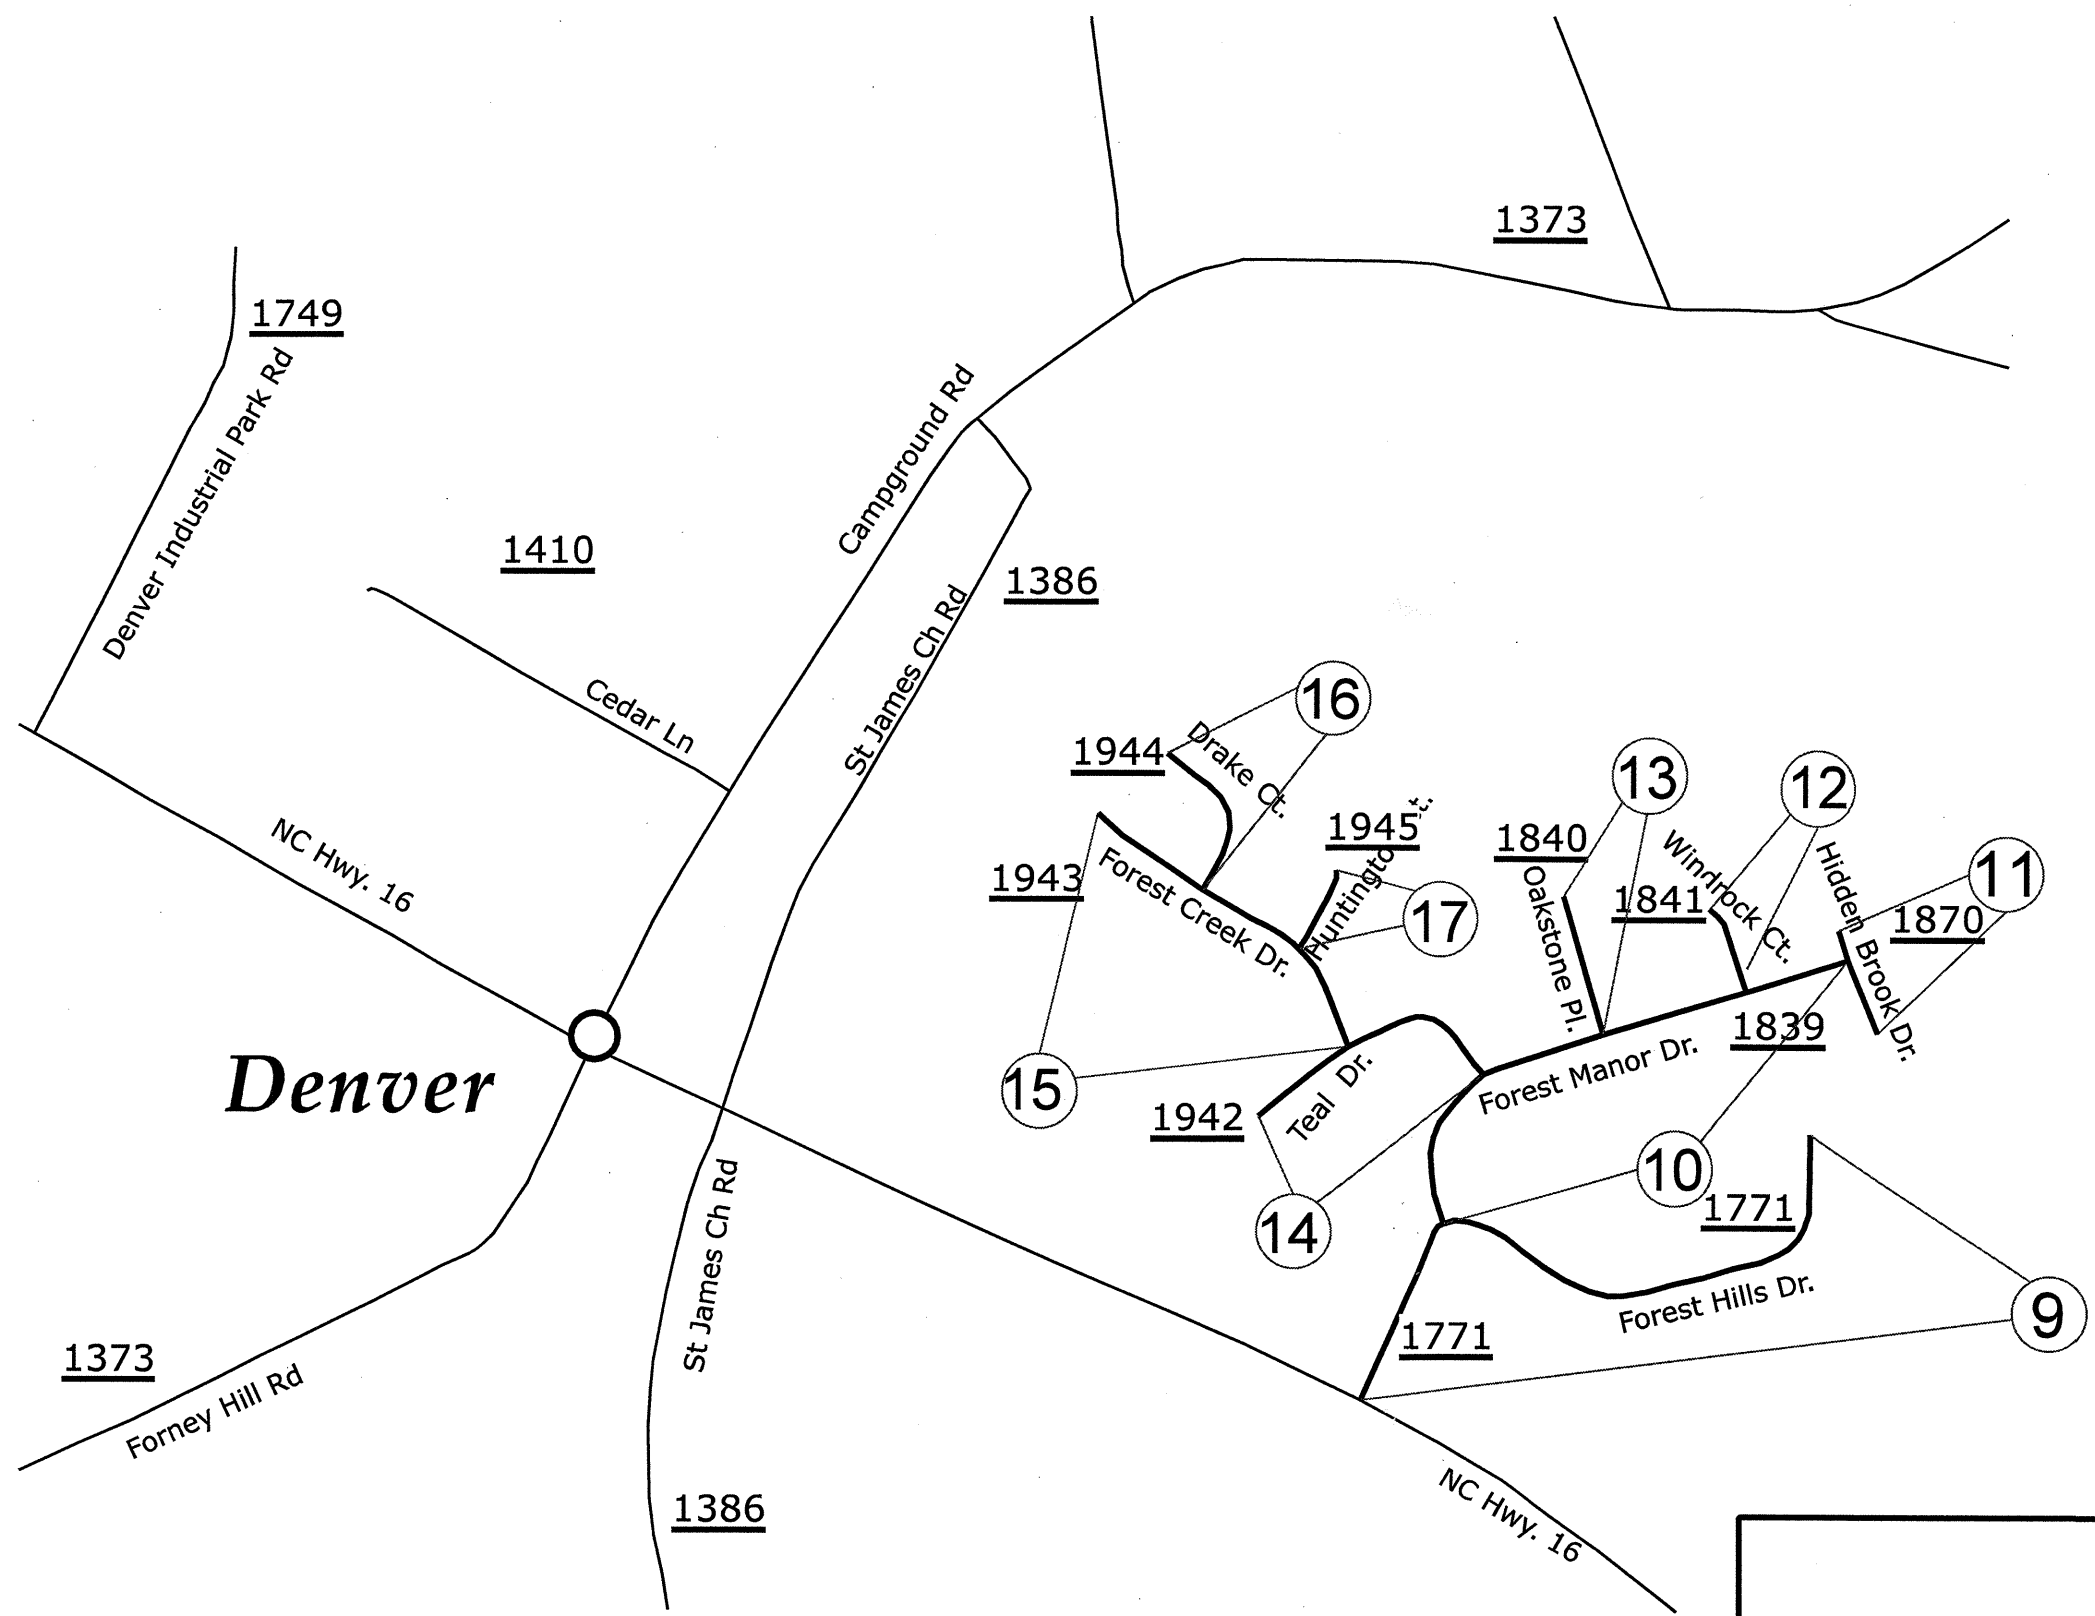 1373
1749
Denver Industrial Park Rd
Campground Rd
1410
1386
St James Ch Rd
Cedar Ln
16
Drake Ct.
1944
13
12
1945
1840
Windrock Ct.
Hidden Brook Dr.
11
NC Hwy. 16
1943
Forest Creek Dr.
17
Oakstone Pl.
1841
1870
Denver
15
Teal Dr.
1942
Forest Manor Dr.
1839
10
14
1771
St James Ch Rd
Forest Hills Dr.
9
1771
1373
Forney Hill Rd
1386
NC Hwy. 16